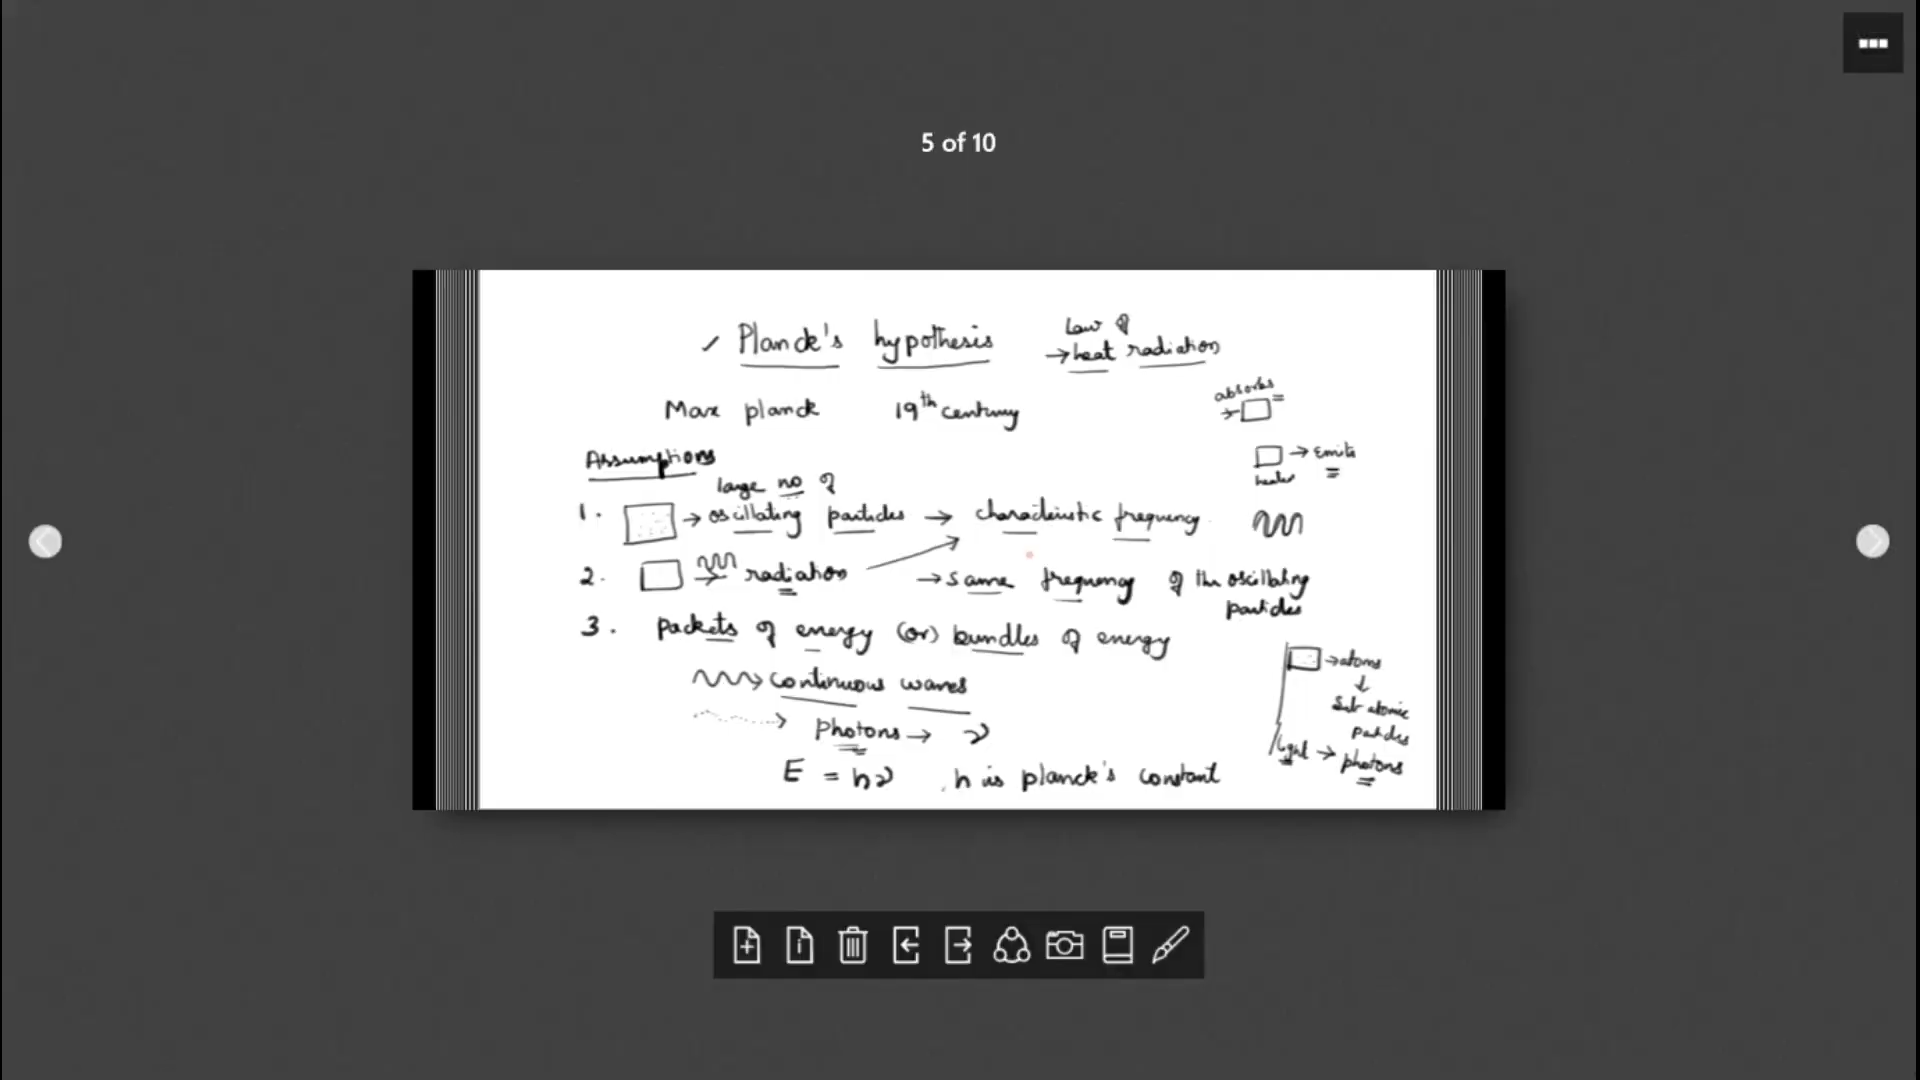 5 of 10
Planck's hypothesis
Law of
→ heat radiation
Max planck 19th century
absorbs
→ Emits
heater
Assumptions
large no of
1. → oscillating particles → characteristic frequency
2. → radiation → same frequency of the oscillating
particles
3. packets of energy (or) bundles of energy
→ continuous waves
Photons → ν
E = hν, h is planck's constant
→ atoms
↓
Sub atomic
particles
light → photons